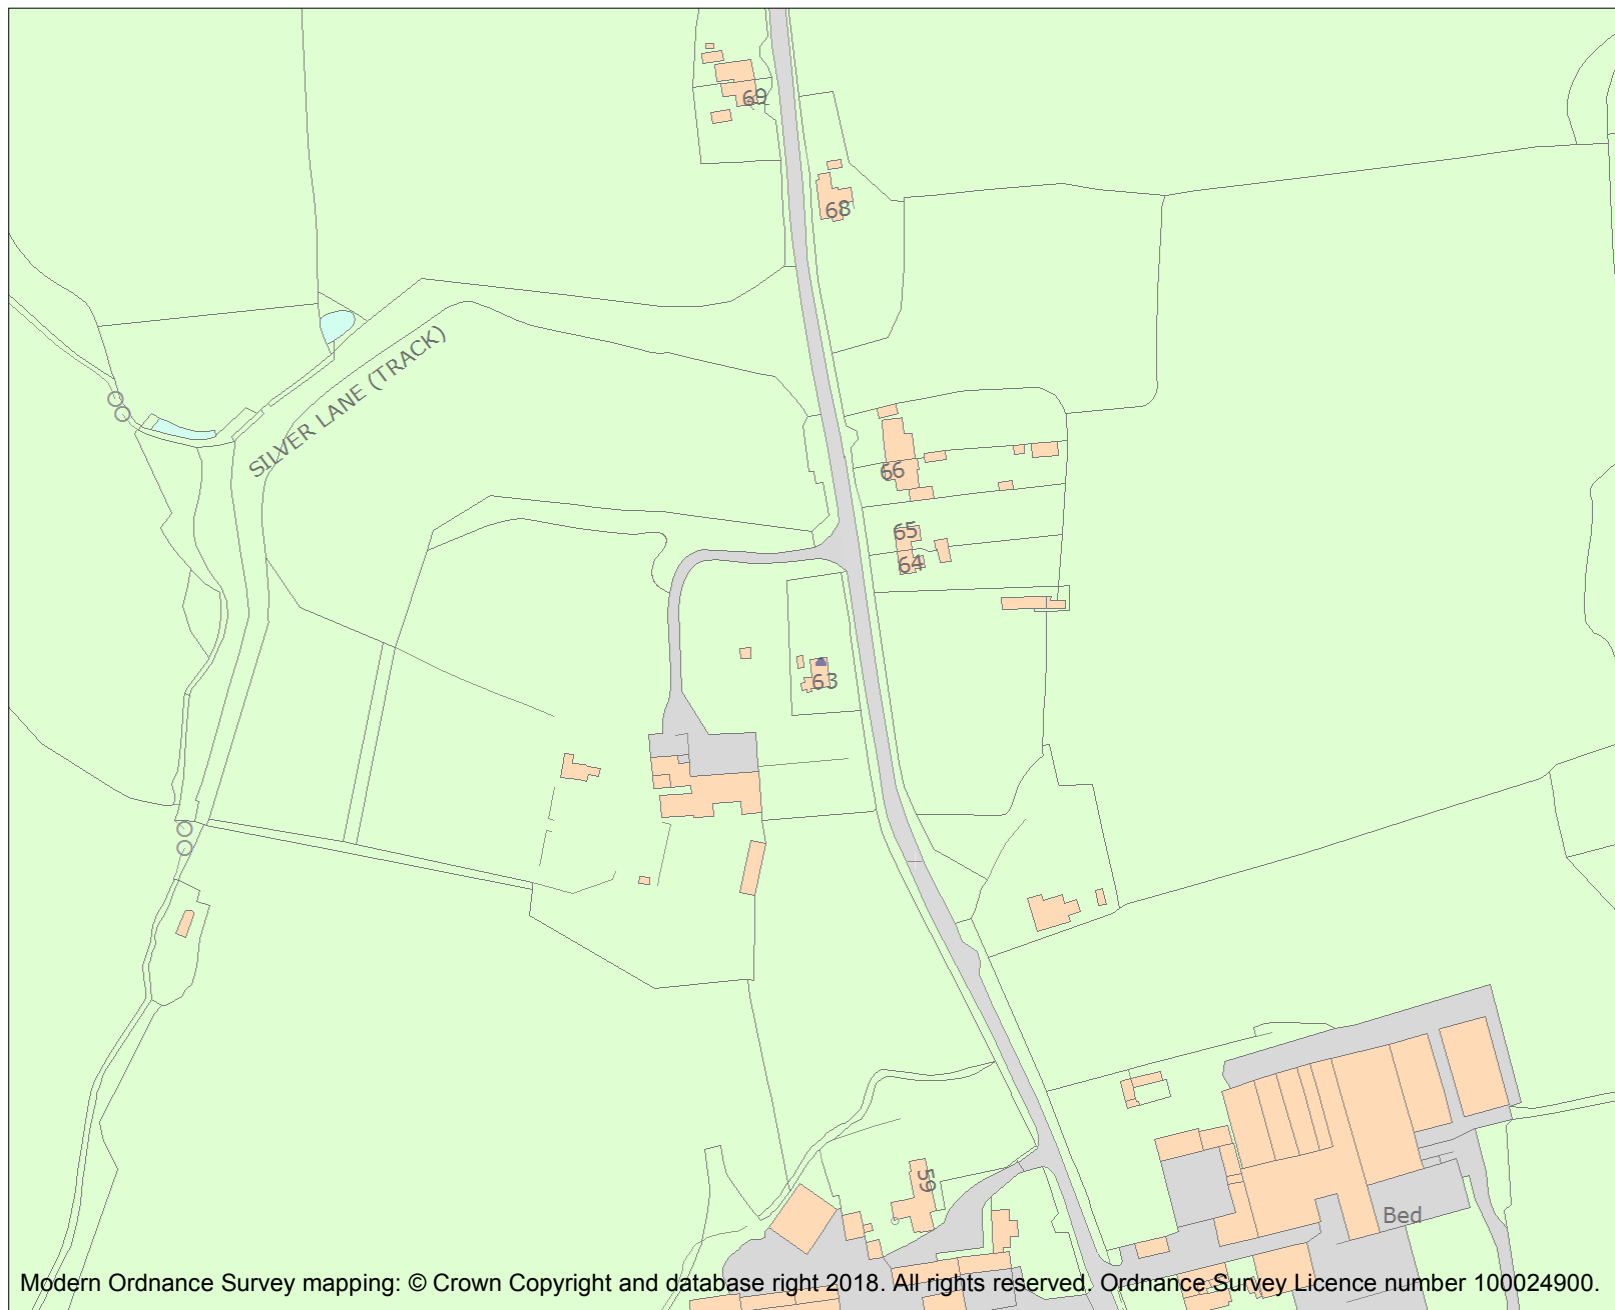 69
68
SILVER LANE (TRACK)
66
65
64
63
59
Bed
Modern Ordnance Survey mapping: © Crown Copyright and database right 2018. All rights reserved. Ordnance Survey Licence number 100024900.